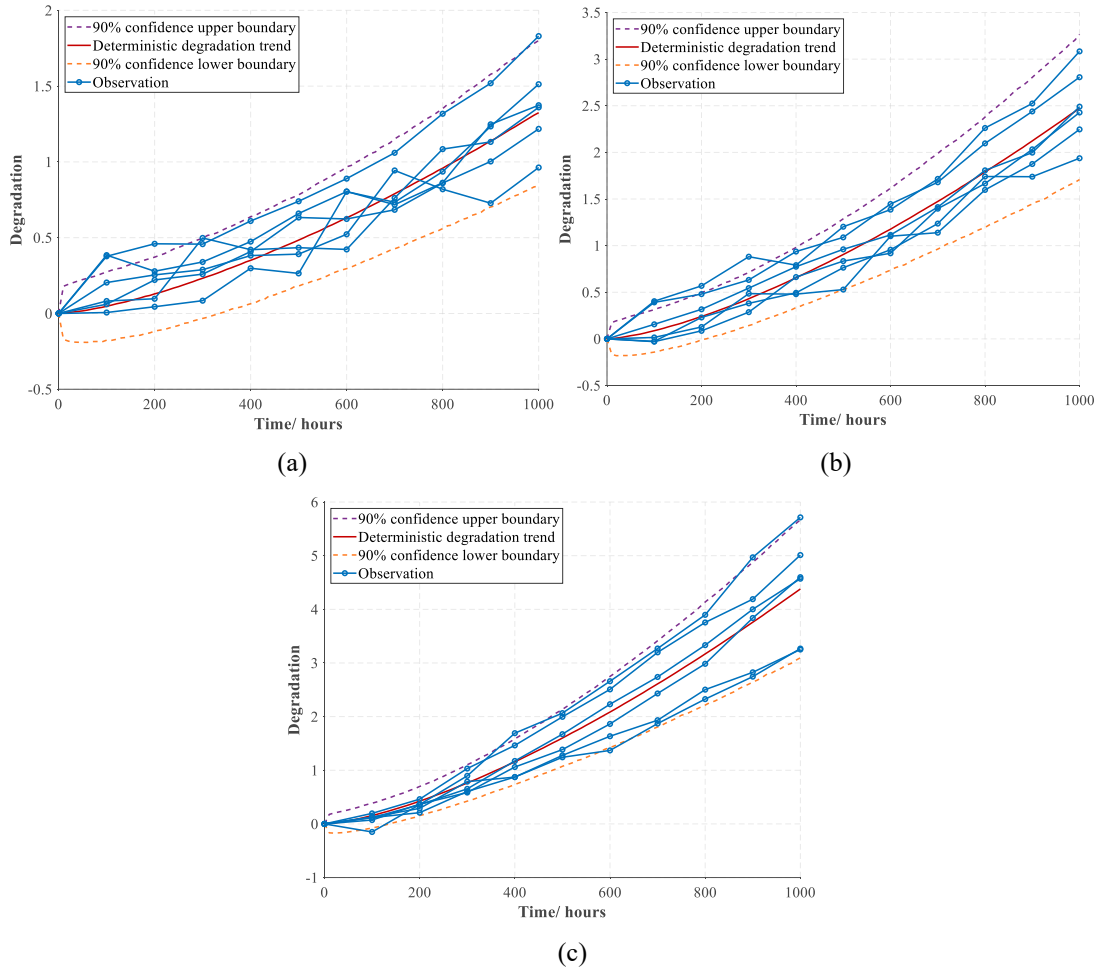 2
1.5
1
0.5
0
-0.5
Degradation
90% confidence upper boundary
Deterministic degradation trend
90% confidence lower boundary
Observation
0 200 400 600 800 1000
Time/ hours
(a)
3.5
3
2.5
2
1.5
1
0.5
0
-0.5
Degradation
90% confidence upper boundary
Deterministic degradation trend
90% confidence lower boundary
Observation
0 200 400 600 800 1000
Time/ hours
(b)
6
5
4
3
2
1
0
-1
Degradation
90% confidence upper boundary
Deterministic degradation trend
90% confidence lower boundary
Observation
0 200 400 600 800 1000
Time/ hours
(c)